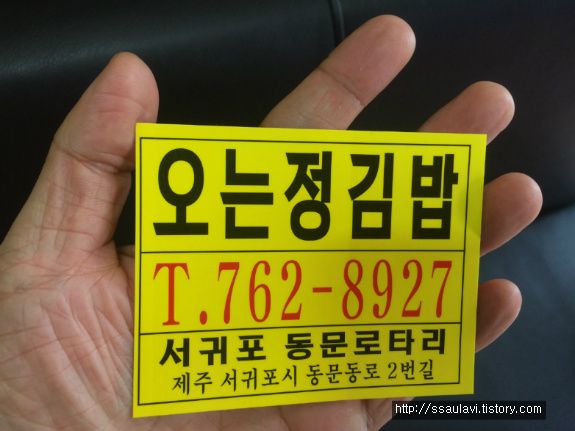 오는정김밥
T.762-8927
서귀포 동문로타리
제주 서귀포시 동문동로 2번길
http://ssaulavi.tistory.com